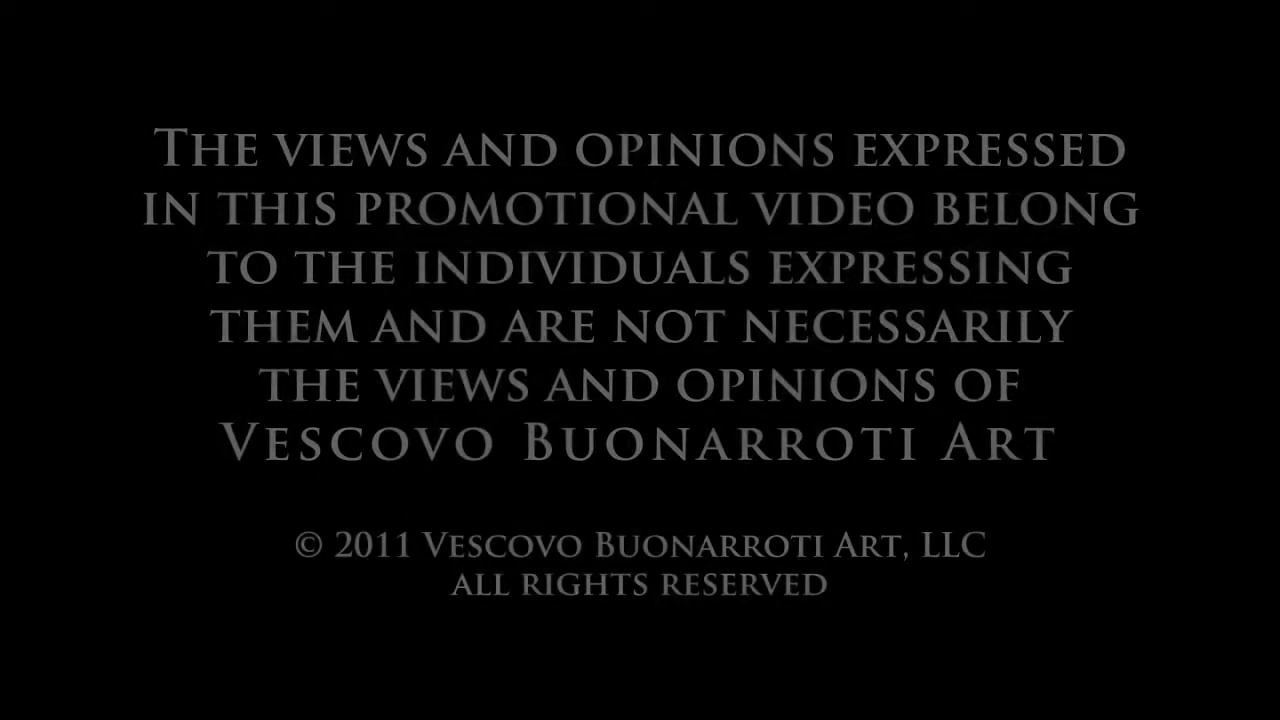 The views and opinions expressed
in this promotional video belong
to the individuals expressing
them and are not necessarily
the views and opinions of
Vescovo Buonarroti Art
© 2011 Vescovo Buonarroti Art, LLC
all rights reserved